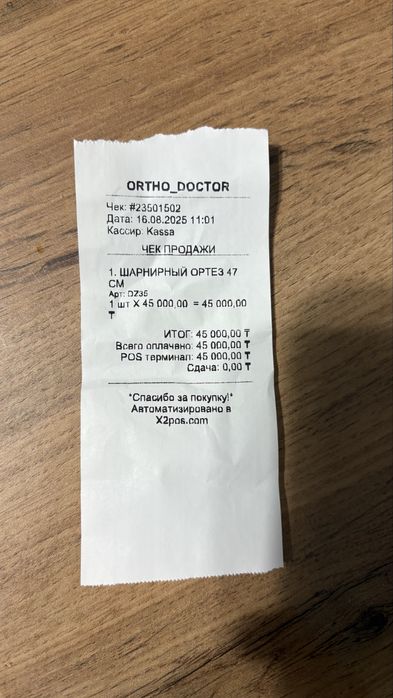 ORTHO_DOCTOR
Чек: #23501502
Дата: 16.08.2025 11:01
Кассир: Kassa
ЧЕК ПРОДАЖИ
1. ШАРНИРНЫЙ ОРТЕЗ 47
СМ
Арт: DZ35
1 шт X 45 000,00 = 45 000,00
₸
ИТОГ: 45 000,00 ₸
Всего оплачено: 45 000,00 ₸
POS терминал: 45 000,00 ₸
Сдача: 0,00 ₸
*Спасибо за покупку!*
Автоматизировано в
X2pos.com